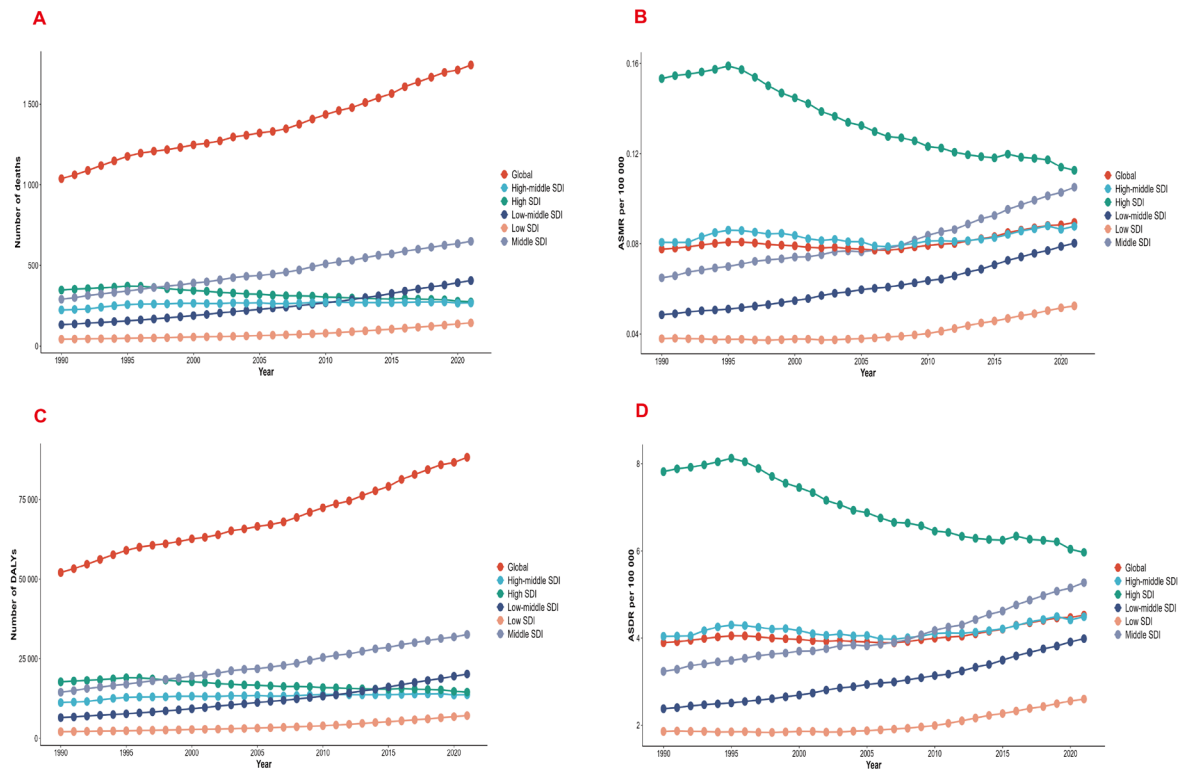 A
Number of deaths
1 500
1 000
500
0
1990
1995
2000
2005
2010
2015
2020
Year
Global
High-middle SDI
High SDI
Low-middle SDI
Low SDI
Middle SDI
B
ASMR per 100 000
0.16
0.12
0.08
0.04
1990
1995
2000
2005
2010
2015
2020
Year
Global
High-middle SDI
High SDI
Low-middle SDI
Low SDI
Middle SDI
C
Number of DALYs
75 000
50 000
25 000
0
1990
1995
2000
2005
2010
2015
2020
Year
Global
High-middle SDI
High SDI
Low-middle SDI
Low SDI
Middle SDI
D
ASDR per 100 000
8
6
4
2
1990
1995
2000
2005
2010
2015
2020
Year
Global
High-middle SDI
High SDI
Low-middle SDI
Low SDI
Middle SDI